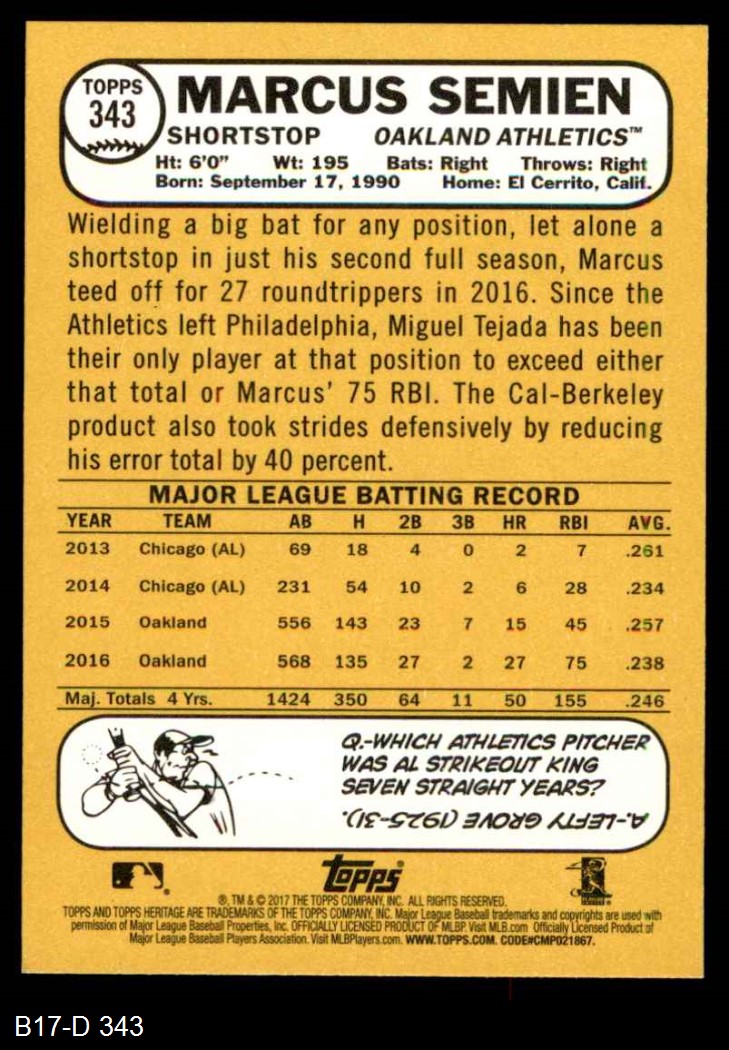 TOPPS
343
MARCUS SEMIEN
SHORTSTOP OAKLAND ATHLETICS™
Ht: 6'0" Wt: 195 Bats: Right Throws: Right
Born: September 17, 1990 Home: El Cerrito, Calif.
Wielding a big bat for any position, let alone a
shortstop in just his second full season, Marcus
teed off for 27 roundtrippers in 2016. Since the
Athletics left Philadelphia, Miguel Tejada has been
their only player at that position to exceed either
that total or Marcus' 75 RBI. The Cal-Berkeley
product also took strides defensively by reducing
his error total by 40 percent.
MAJOR LEAGUE BATTING RECORD
YEAR TEAM AB H 2B 3B HR RBI AVG.
2013 Chicago (AL) 69 18 4 0 2 7 .261
2014 Chicago (AL) 231 54 10 2 6 28 .234
2015 Oakland 556 143 23 7 15 45 .257
2016 Oakland 568 135 27 2 27 75 .238
Maj. Totals 4 Yrs. 1424 350 64 11 50 155 .246
Q.-WHICH ATHLETICS PITCHER
WAS AL STRIKEOUT KING
SEVEN STRAIGHT YEARS?
A.-LEFTY GROVE (1925-31).
Topps
®, TM & © 2017 THE TOPPS COMPANY, INC. ALL RIGHTS RESERVED.
TOPPS AND TOPPS HERITAGE ARE TRADEMARKS OF THE TOPPS COMPANY, INC. Major League Baseball trademarks and copyrights are used with
permission of Major League Baseball Properties, Inc. OFFICIALLY LICENSED PRODUCT OF MLBP. Visit MLB.com Officially Licensed Product of
Major League Baseball Players Association. Visit MLBPlayers.com. WWW.TOPPS.COM. CODE#CMP021867.
B17-D 343